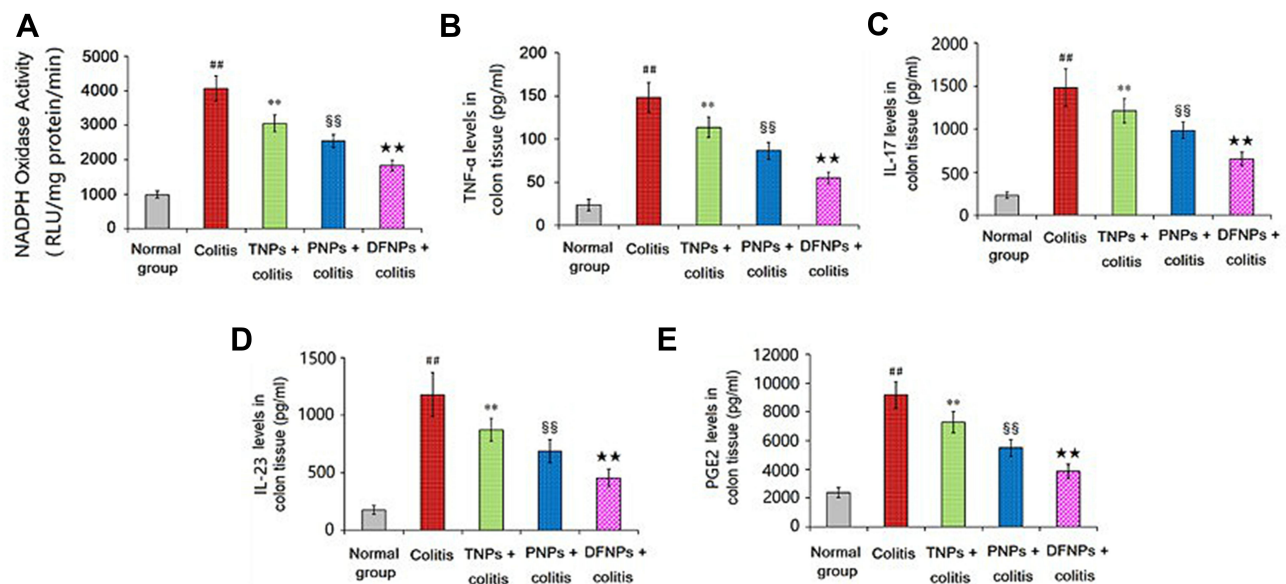 A
NADPH Oxidase Activity
( RLU/mg protein/min)
5000
4000
3000
2000
1000
0
##
**
§§
★★
Normal
group
Colitis
TNPs +
colitis
PNPs +
colitis
DFNPs +
colitis
B
TNF-α levels in
colon tissue (pg/ml)
200
150
100
50
0
##
**
§§
★★
Normal
group
Colitis
TNPs +
colitis
PNPs +
colitis
DFNPs +
colitis
C
IL-17 levels in
colon tissue (pg/ml)
2000
1500
1000
500
0
##
**
§§
★★
Normal
group
Colitis
TNPs +
colitis
PNPs +
colitis
DFNPs +
colitis
D
IL-23 levels in
colon tissue (pg/ml)
1500
1000
500
0
##
**
§§
★★
Normal
group
Colitis
TNPs +
colitis
PNPs +
colitis
DFNPs +
colitis
E
PGE2 levels in
colon tissue (pg/ml)
12000
10000
8000
6000
4000
2000
0
##
**
§§
★★
Normal
group
Colitis
TNPs +
colitis
PNPs +
colitis
DFNPs +
colitis